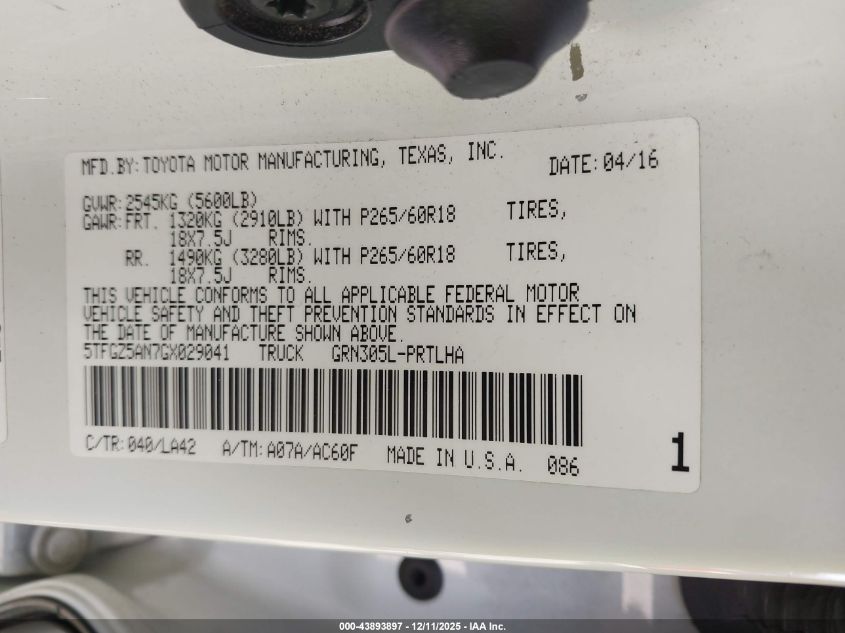 MFD.BY:TOYOTA MOTOR MANUFACTURING, TEXAS, INC. DATE:04/16
GVWR:2545KG (5600LB)
GAWR:FRT. 1320KG (2910LB) WITH P265/60R18 TIRES,
18X7.5J RIMS.
RR. 1490KG (3280LB) WITH P265/60R18 TIRES,
18X7.5J RIMS.
THIS VEHICLE CONFORMS TO ALL APPLICABLE FEDERAL MOTOR
VEHICLE SAFETY AND THEFT PREVENTION STANDARDS IN EFFECT ON
THE DATE OF MANUFACTURE SHOWN ABOVE.
5TFGZ5AN7GX029041 TRUCK GRN305L-PRTLHA
C/TR:040/LA42 A/TM:A07A/AC60F MADE IN U.S.A. 086
1
000-43893897 - 12/11/2025 - IAA Inc.